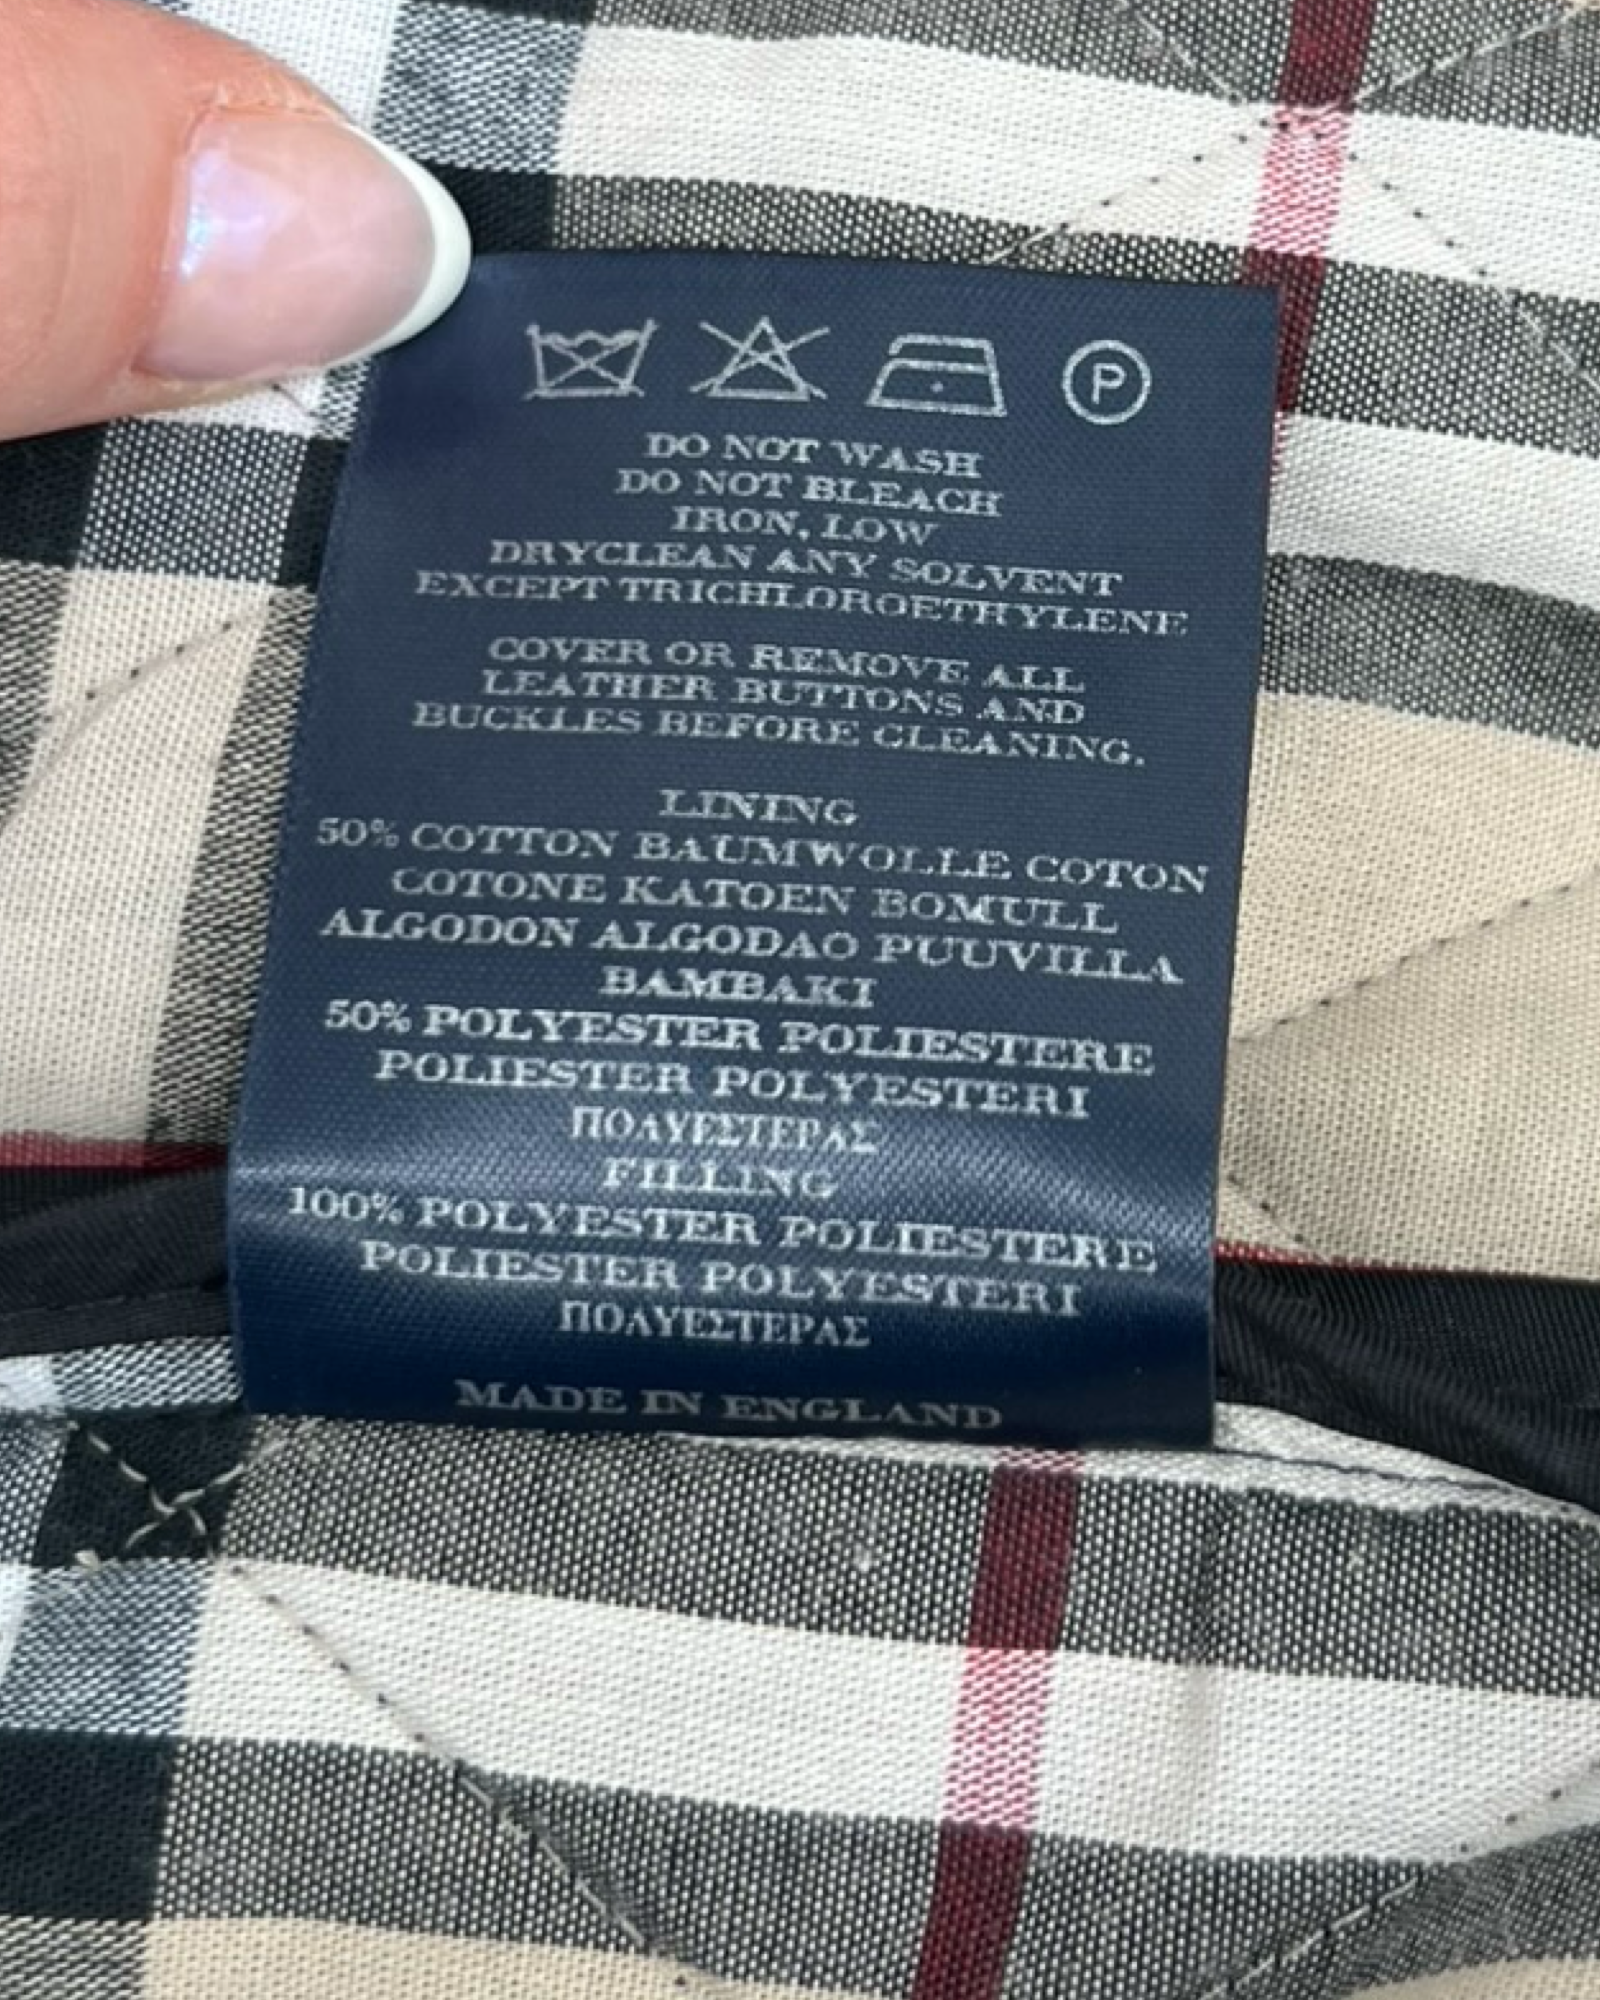 P
DO NOT WASH
DO NOT BLEACH
IRON, LOW
DRYCLEAN ANY SOLVENT
EXCEPT TRICHLOROETHYLENE
COVER OR REMOVE ALL
LEATHER BUTTONS AND
BUCKLES BEFORE CLEANING.
LINING
50% COTTON BAUMWOLLE COTON
COTONE KATOEN BOMULL
ALGODON ALGODAO PUUVILLA
BAMBAKI
50% POLYESTER POLIESTERE
POLIESTER POLYESTERI
ΠΟΛΥΕΣΤΕΡΑΣ
FILLING
100% POLYESTER POLIESTERE
POLIESTER POLYESTERI
ΠΟΛΥΕΣΤΕΡΑΣ
MADE IN ENGLAND